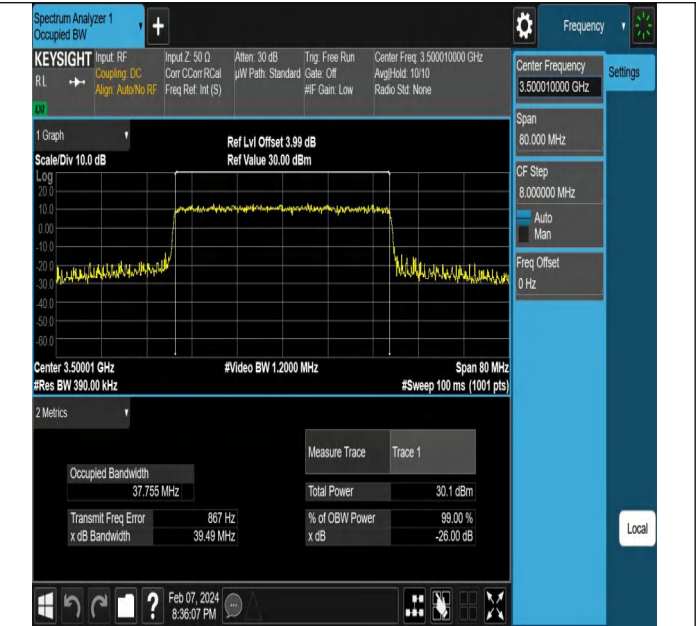 Spectrum Analyzer 1
Occupied BW
+
Frequency
KEYSIGHT
RL
Input: RF
Coupling: DC
Align: Auto/No RF
Input Z: 50 Ω
Corr CCorr RCal
Freq Ref: Int (S)
Atten: 30 dB
µW Path: Standard
Trig: Free Run
Gate: Off
#IF Gain: Low
Center Freq: 3.500010000 GHz
Avg|Hold: 10/10
Radio Std: None
Center Frequency
3.500010000 GHz
Settings
Span
80.000 MHz
CF Step
8.000000 MHz
Auto
Man
Freq Offset
0 Hz
1 Graph
Scale/Div 10.0 dB
Ref Lvl Offset 3.99 dB
Ref Value 30.00 dBm
Log
20.0
10.0
0.00
-10.0
-20.0
-30.0
-40.0
-50.0
-60.0
Center 3.50001 GHz
#Video BW 1.2000 MHz
Span 80 MHz
#Res BW 390.00 kHz
#Sweep 100 ms (1001 pts)
2 Metrics
Measure Trace Trace 1
Occupied Bandwidth
37.755 MHz
Total Power 30.1 dBm
Transmit Freq Error 867 Hz
% of OBW Power 99.00 %
x dB Bandwidth 39.49 MHz
x dB -26.00 dB
Local
?
Feb 07, 2024
8:36:07 PM